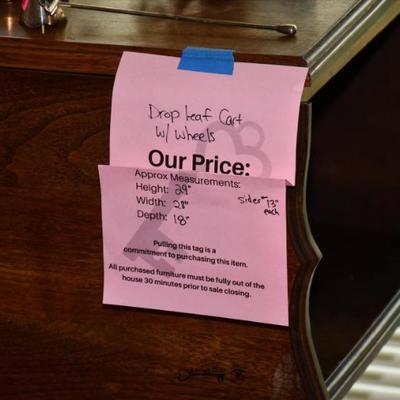 Drop Leaf Cart
w/ wheels
Our Price:
Approx Measurements:
Height: 29"
Width: 28"
Depth: 18"
sides 13"
each
Pulling this tag is a
commitment to purchasing this item.
All purchased furniture must be fully out of the
house 30 minutes prior to sale closing.